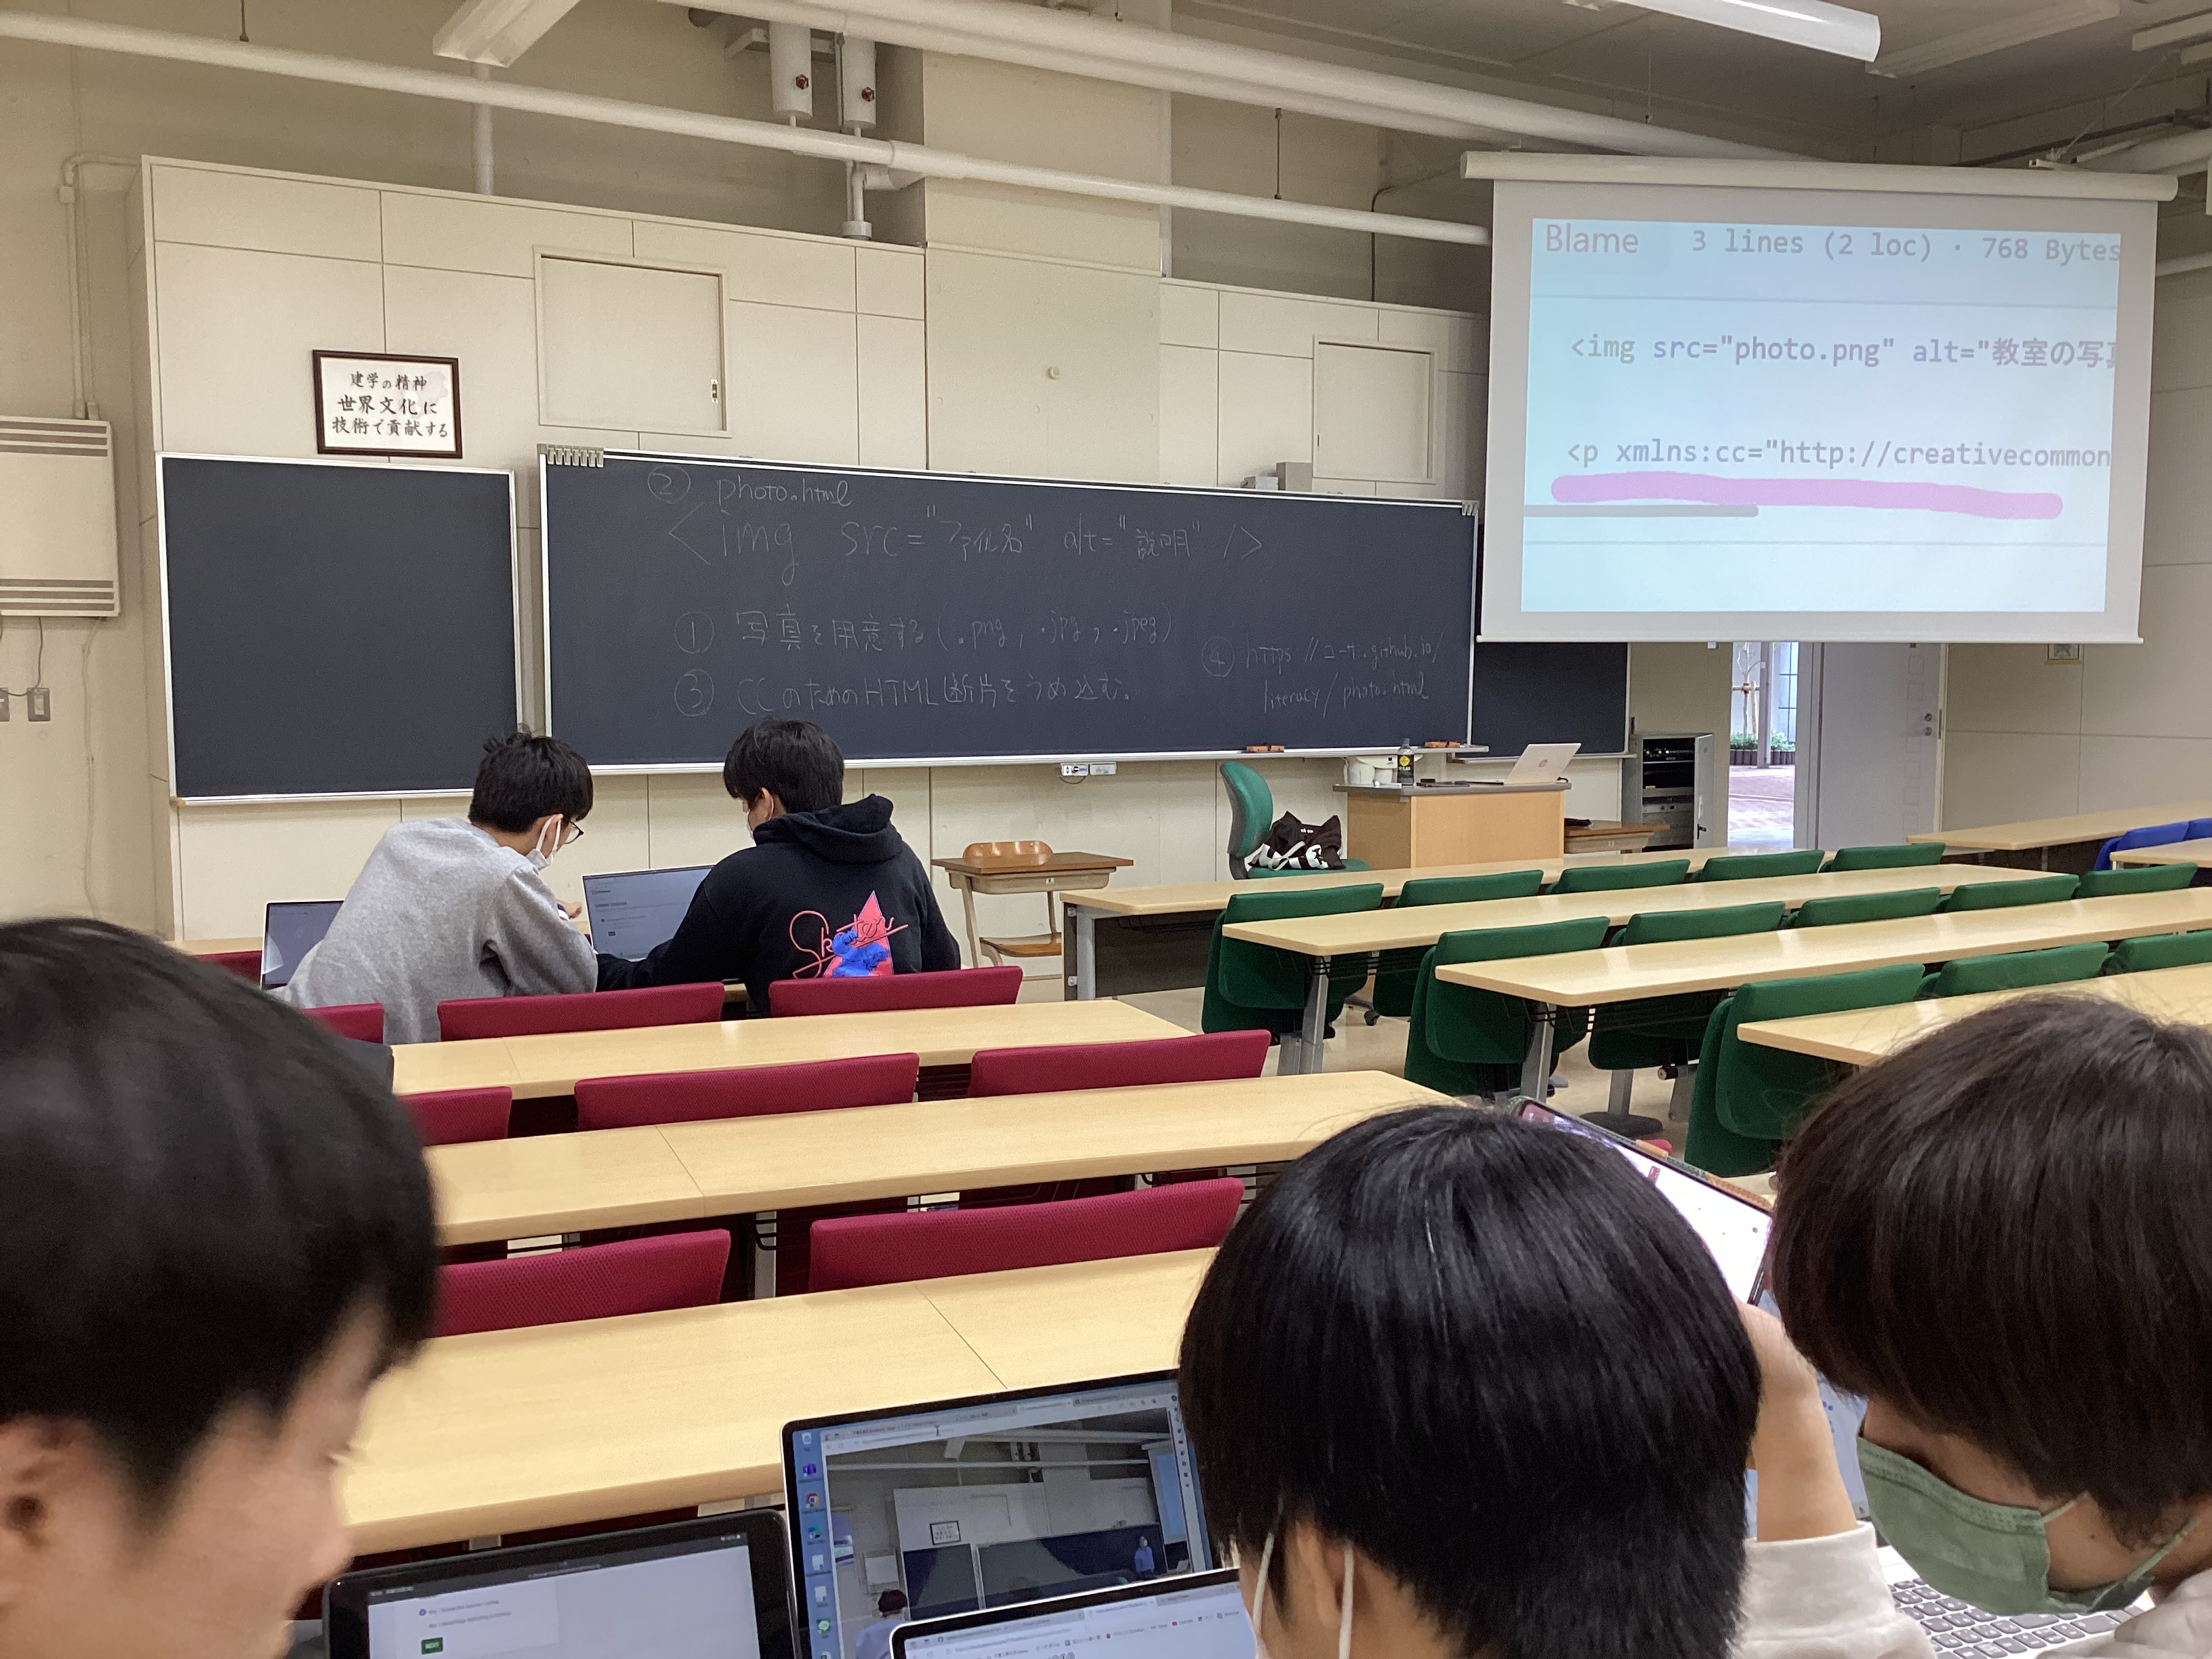 建学の精神
世界文化に
技術で貢献する
② photo.html
<img src="ファイル名" alt="説明" />
① 写真を用意する(.png, .jpg, .jpeg)
③ CCのためのHTML断片をうめ込む。
④ https://ユーザ.github.io/
literacy/photo.html
Blame 3 lines (2 loc) · 768 Bytes
<img src="photo.png" alt="教室の写真
<p xmlns:cc="http://creativecommon